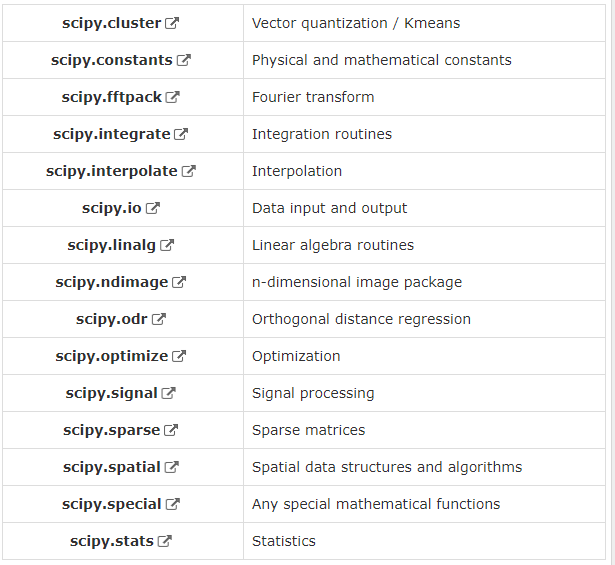 scipy.cluster Vector quantization / Kmeans
scipy.constants Physical and mathematical constants
scipy.fftpack Fourier transform
scipy.integrate Integration routines
scipy.interpolate Interpolation
scipy.io Data input and output
scipy.linalg Linear algebra routines
scipy.ndimage n-dimensional image package
scipy.odr Orthogonal distance regression
scipy.optimize Optimization
scipy.signal Signal processing
scipy.sparse Sparse matrices
scipy.spatial Spatial data structures and algorithms
scipy.special Any special mathematical functions
scipy.stats Statistics